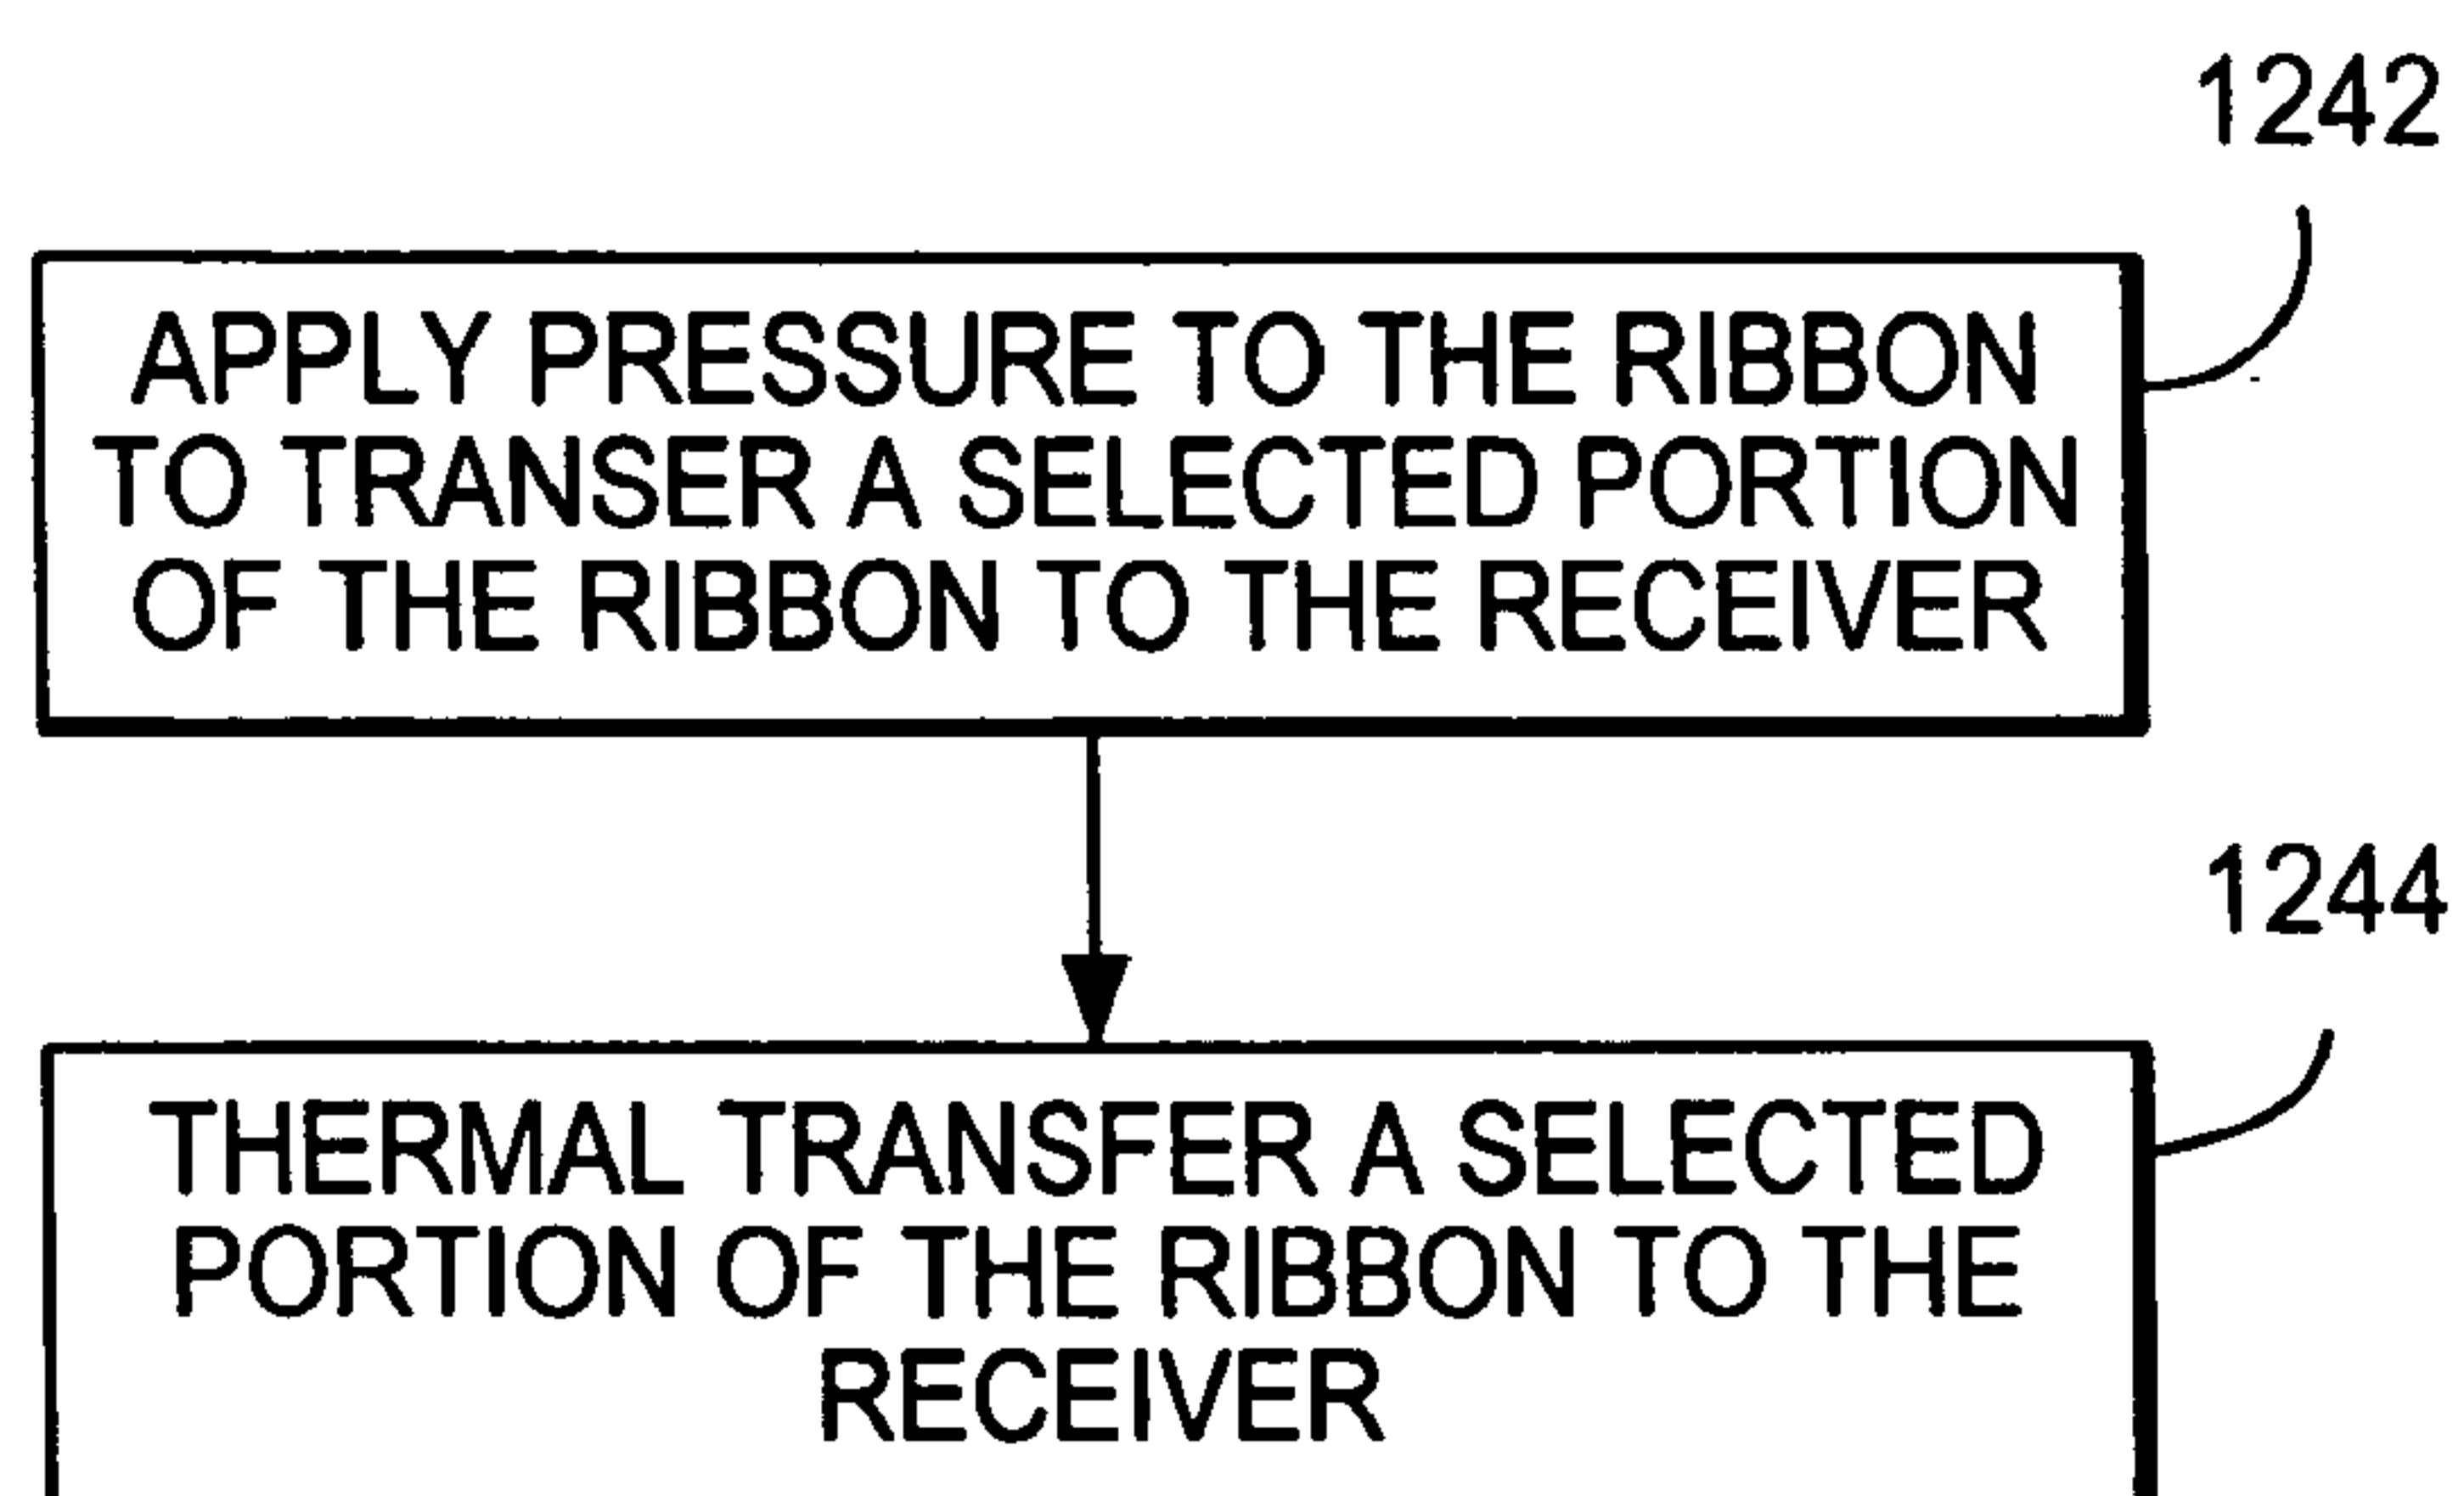 1242
APPLY PRESSURE TO THE RIBBON
TO TRANSER A SELECTED PORTION
OF THE RIBBON TO THE RECEIVER
1244
THERMAL TRANSFER A SELECTED
PORTION OF THE RIBBON TO THE
RECEIVER